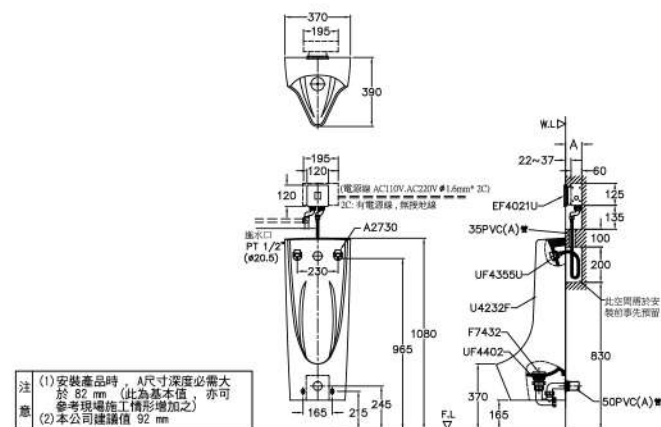 370
195
390
W.L
A
22~37
60
195
120
120
(電源線 AC110V.AC220V ø1.6mm* 2C)
2C: 有電源線, 無接地線
EF4021U
125
135
進水口
PT 1/2"
(ø20.5)
A2730
35PVC(A)管
100
230
UF4355U
200
U4232F
此空間需於安
裝前事先預留
1080
965
F7432
UF4402
830
370
165
50PVC(A)管
165
215
245
F.L
注意
(1)安裝產品時, A尺寸深度必需大
於 82 mm (此為基本值, 亦可
參考現場施工情形增加之)
(2)本公司建議值 92 mm